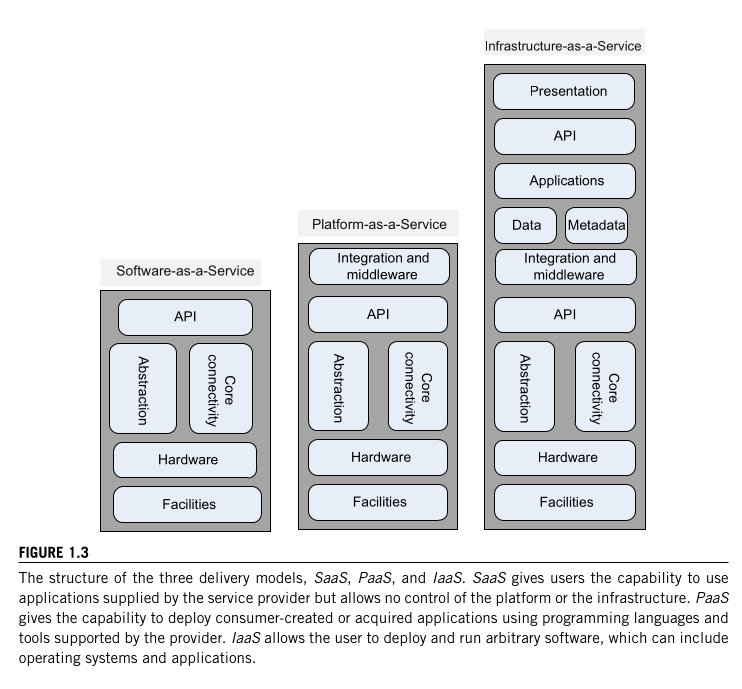 Infrastructure-as-a-Service
Presentation
API
Applications
Data Metadata
Integration and
middleware
API
Abstraction
Core
connectivity
Hardware
Facilities
Platform-as-a-Service
Integration and
middleware
API
Abstraction
Core
connectivity
Hardware
Facilities
Software-as-a-Service
API
Abstraction
Core
connectivity
Hardware
Facilities
FIGURE 1.3
The structure of the three delivery models, SaaS, PaaS, and IaaS. SaaS gives users the capability to use
applications supplied by the service provider but allows no control of the platform or the infrastructure. PaaS
gives the capability to deploy consumer-created or acquired applications using programming languages and
tools supported by the provider. IaaS allows the user to deploy and run arbitrary software, which can include
operating systems and applications.